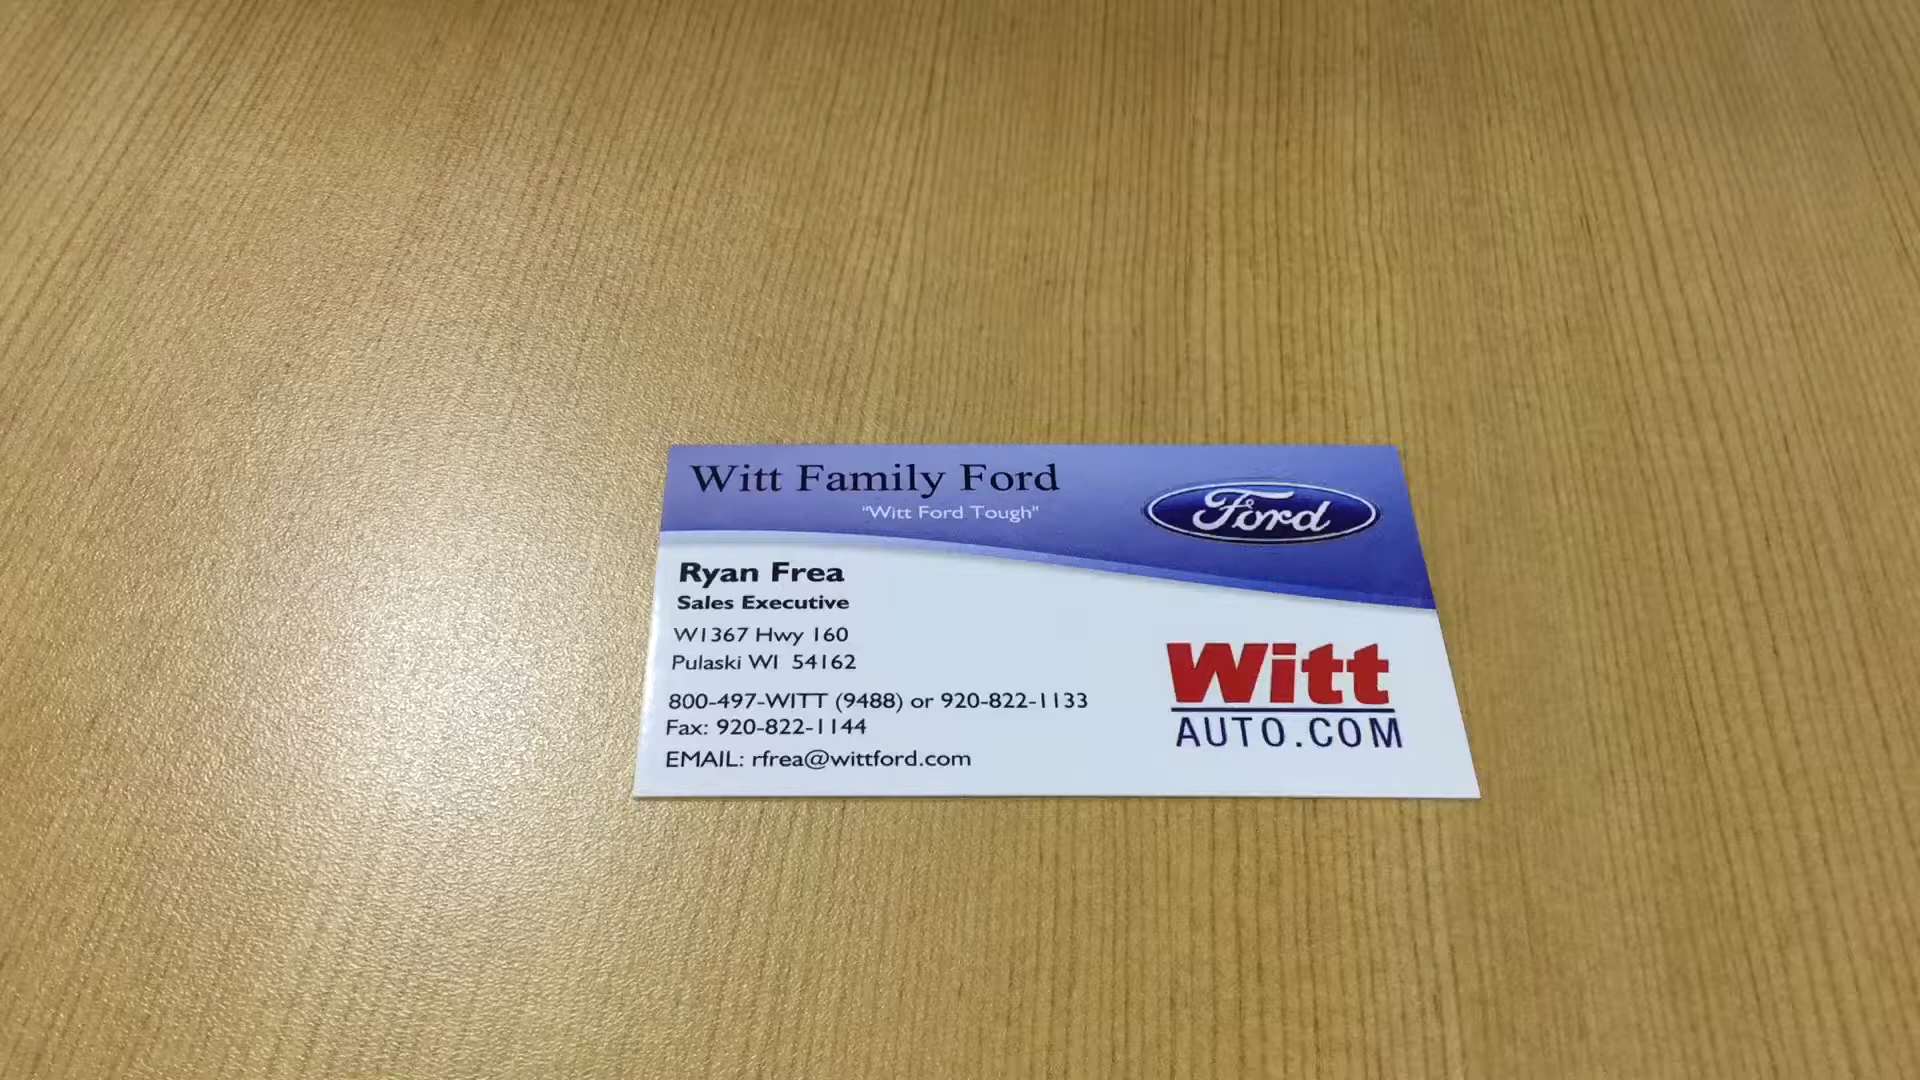 Witt Family Ford
"Witt Ford Tough"
Ford
Ryan Frea
Sales Executive
W1367 Hwy 160
Pulaski WI 54162
800-497-WITT (9488) or 920-822-1133
Fax: 920-822-1144
EMAIL: rfrea@wittford.com
Witt
AUTO.COM